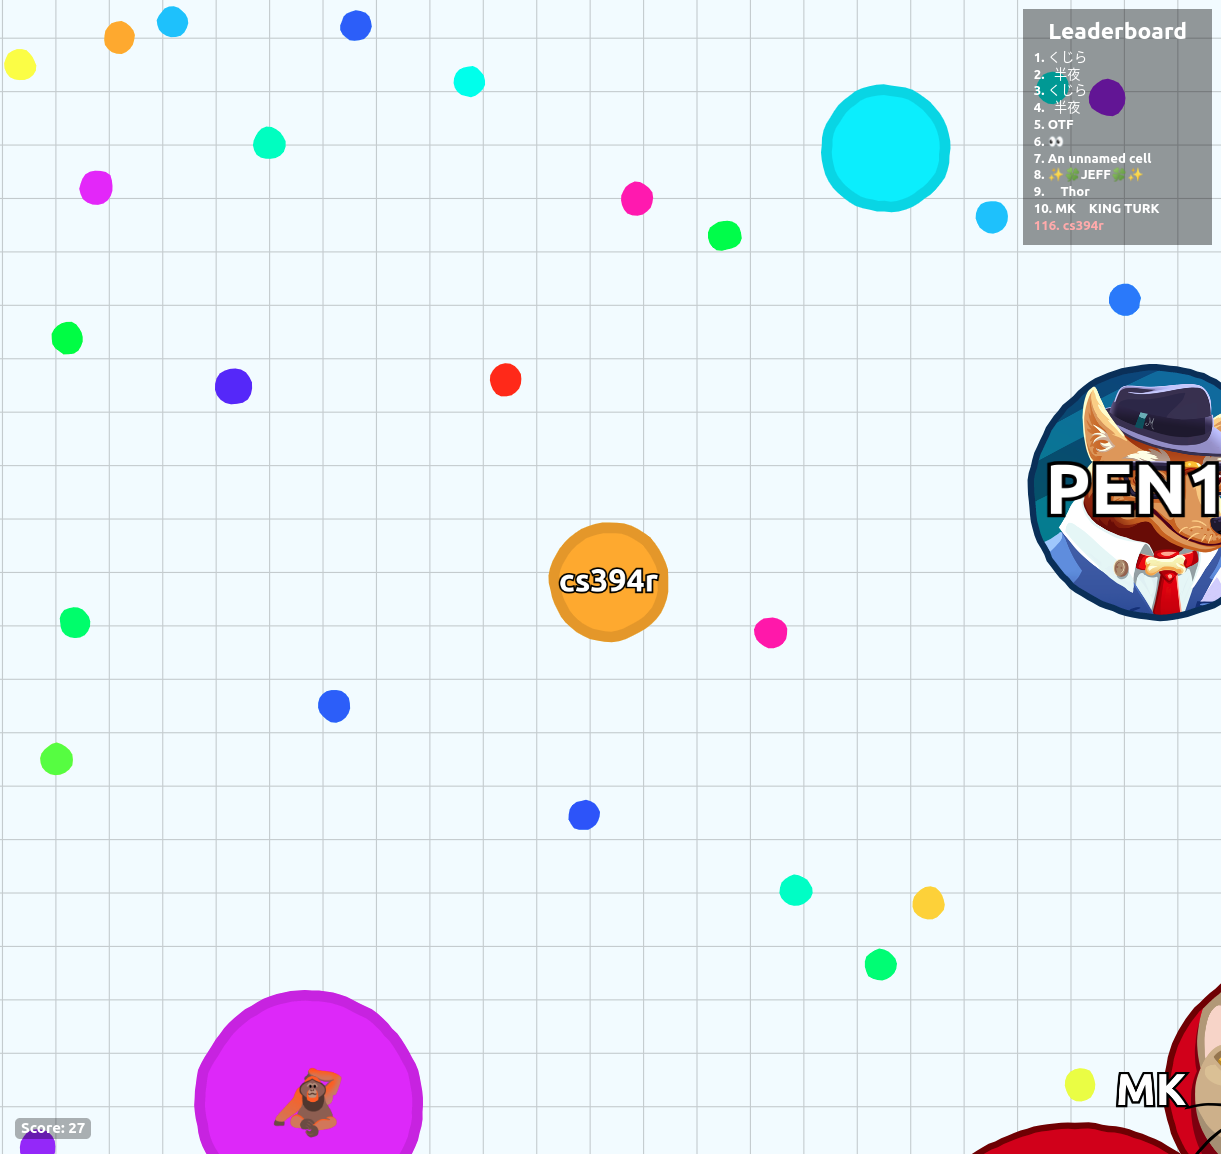 Leaderboard
1. くじら
2. 半夜
3. くじら
4. 半夜
5. OTF
6. 👀
7. An unnamed cell
8. ✨🌳JEFF🌳✨
9. Thor
10. MK KING TURK
116. cs394r
PEN1
cs394r
MK
Score: 27